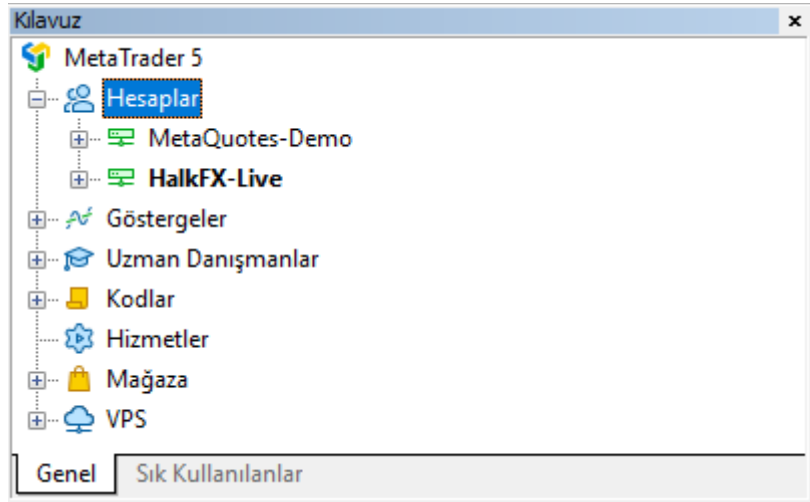 Kılavuz
MetaTrader 5
Hesaplar
MetaQuotes-Demo
HalkFX-Live
Göstergeler
Uzman Danışmanlar
Kodlar
Hizmetler
Mağaza
VPS
Genel Sık Kullanılanlar